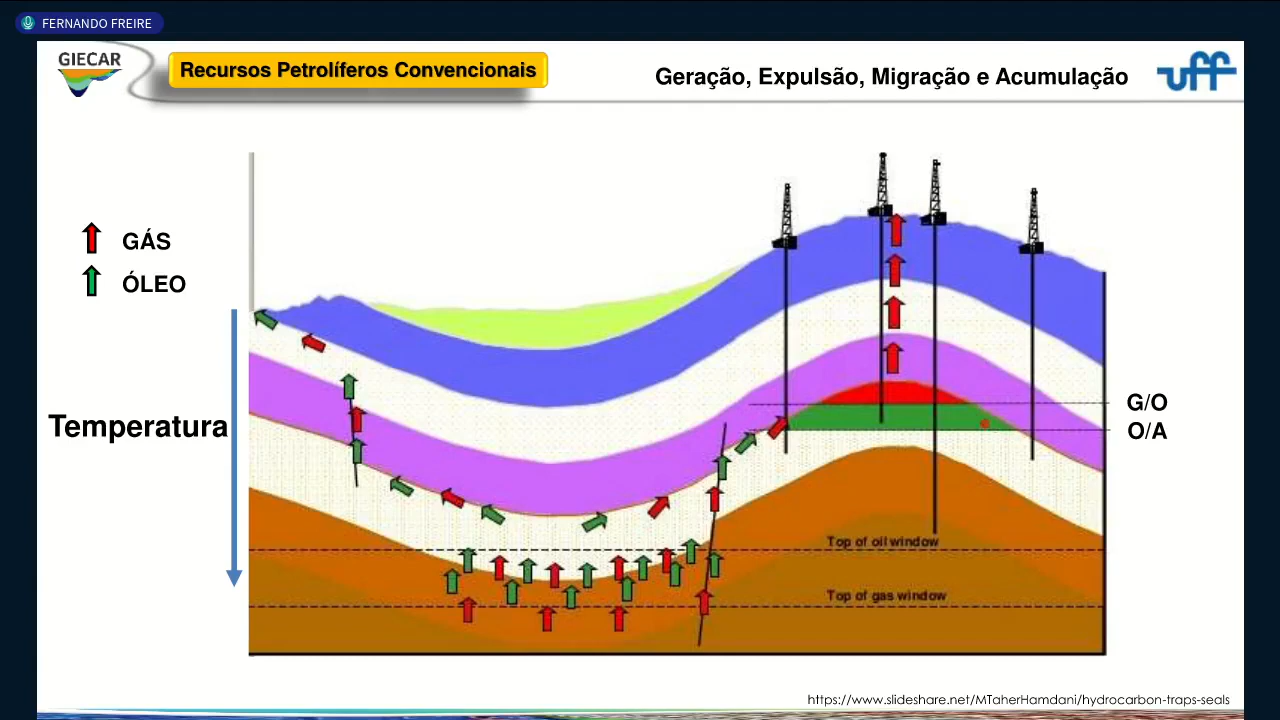 FERNANDO FREIRE
GIECAR
Recursos Petrolíferos Convencionais
Geração, Expulsão, Migração e Acumulação
uff
GÁS
ÓLEO
Temperatura
G/O
O/A
Top of oil window
Top of gas window
https://www.slideshare.net/MTaherHamdani/hydrocarbon-traps-seals